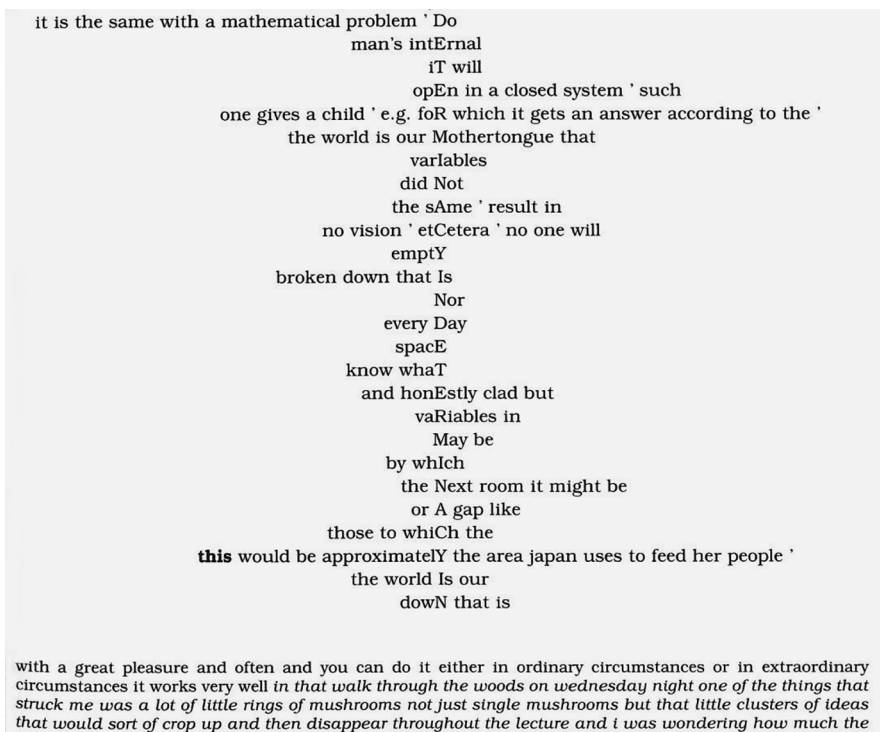 it is the same with a mathematical problem ' Do
man's intErnal
iT will
opEn in a closed system ' such
one gives a child ' e.g. foR which it gets an answer according to the '
the world is our Mothertongue that
varIables
did Not
the sAme ' result in
no vision ' etCetera ' no one will
emptY
broken down that Is
Nor
every Day
spacE
know whaT
and honEstly clad but
vaRiables in
May be
by whIch
the Next room it might be
or A gap like
those to whiCh the
this would be approximatelY the area japan uses to feed her people '
the world Is our
dowN that is
with a great pleasure and often and you can do it either in ordinary circumstances or in extraordinary
circumstances it works very well in that walk through the woods on wednesday night one of the things that
struck me was a lot of little rings of mushrooms not just single mushrooms but that little clusters of ideas
that would sort of crop up and then disappear throughout the lecture and i was wondering how much the